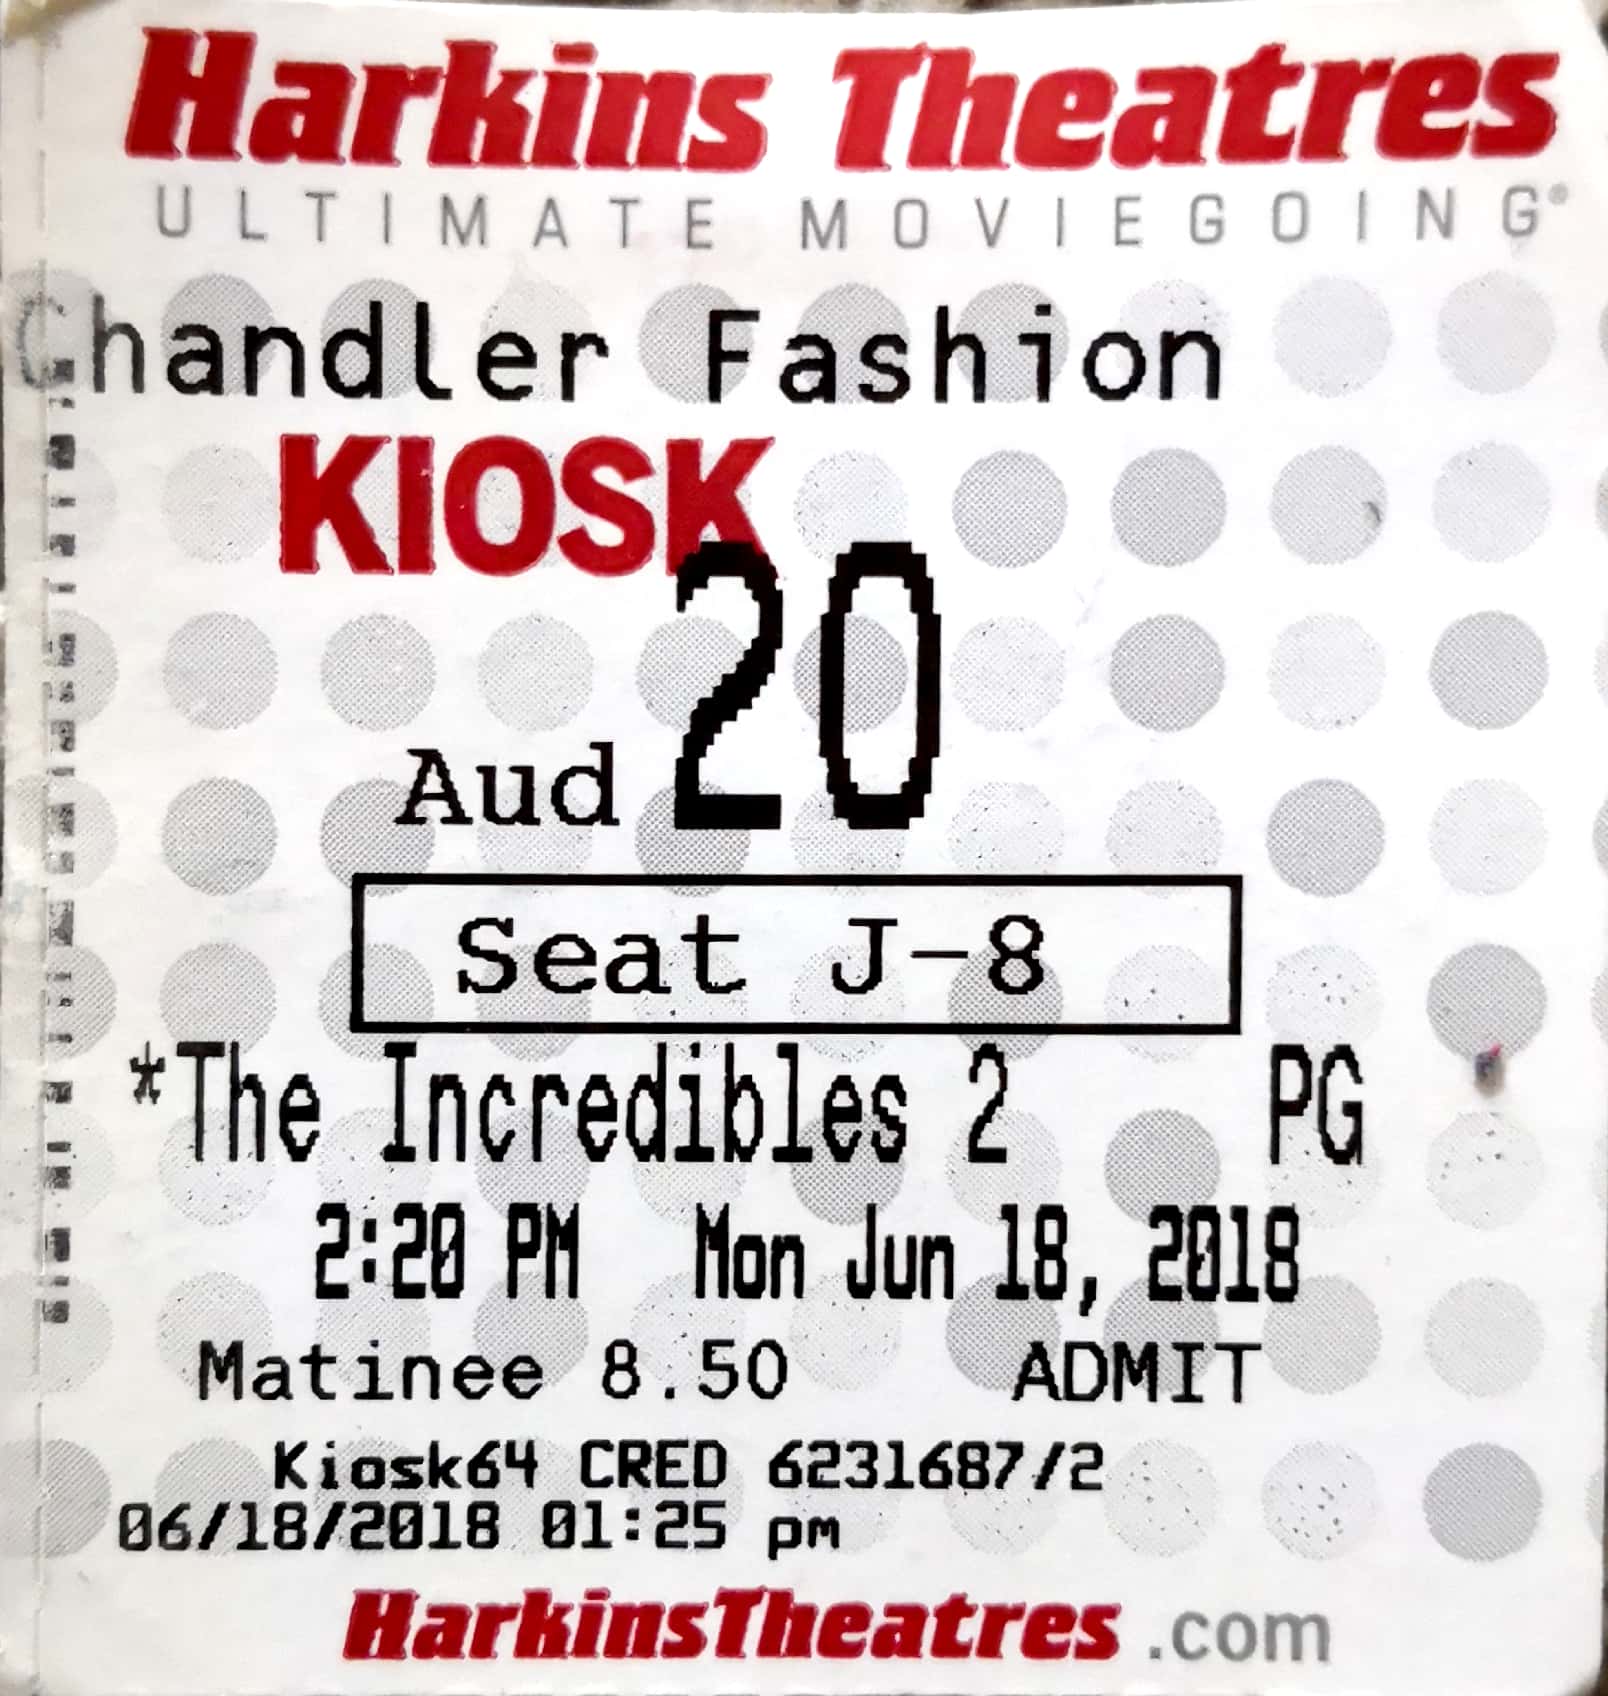 Harkins Theatres
ULTIMATE MOVIEGOING®
Chandler Fashion
KIOSK
Aud 20
Seat J-8
*The Incredibles 2 PG
2:20 PM Mon Jun 18, 2018
Matinee 8.50 ADMIT
Kiosk64 CRED 6231687/2
06/18/2018 01:25 pm
HarkinsTheatres.com